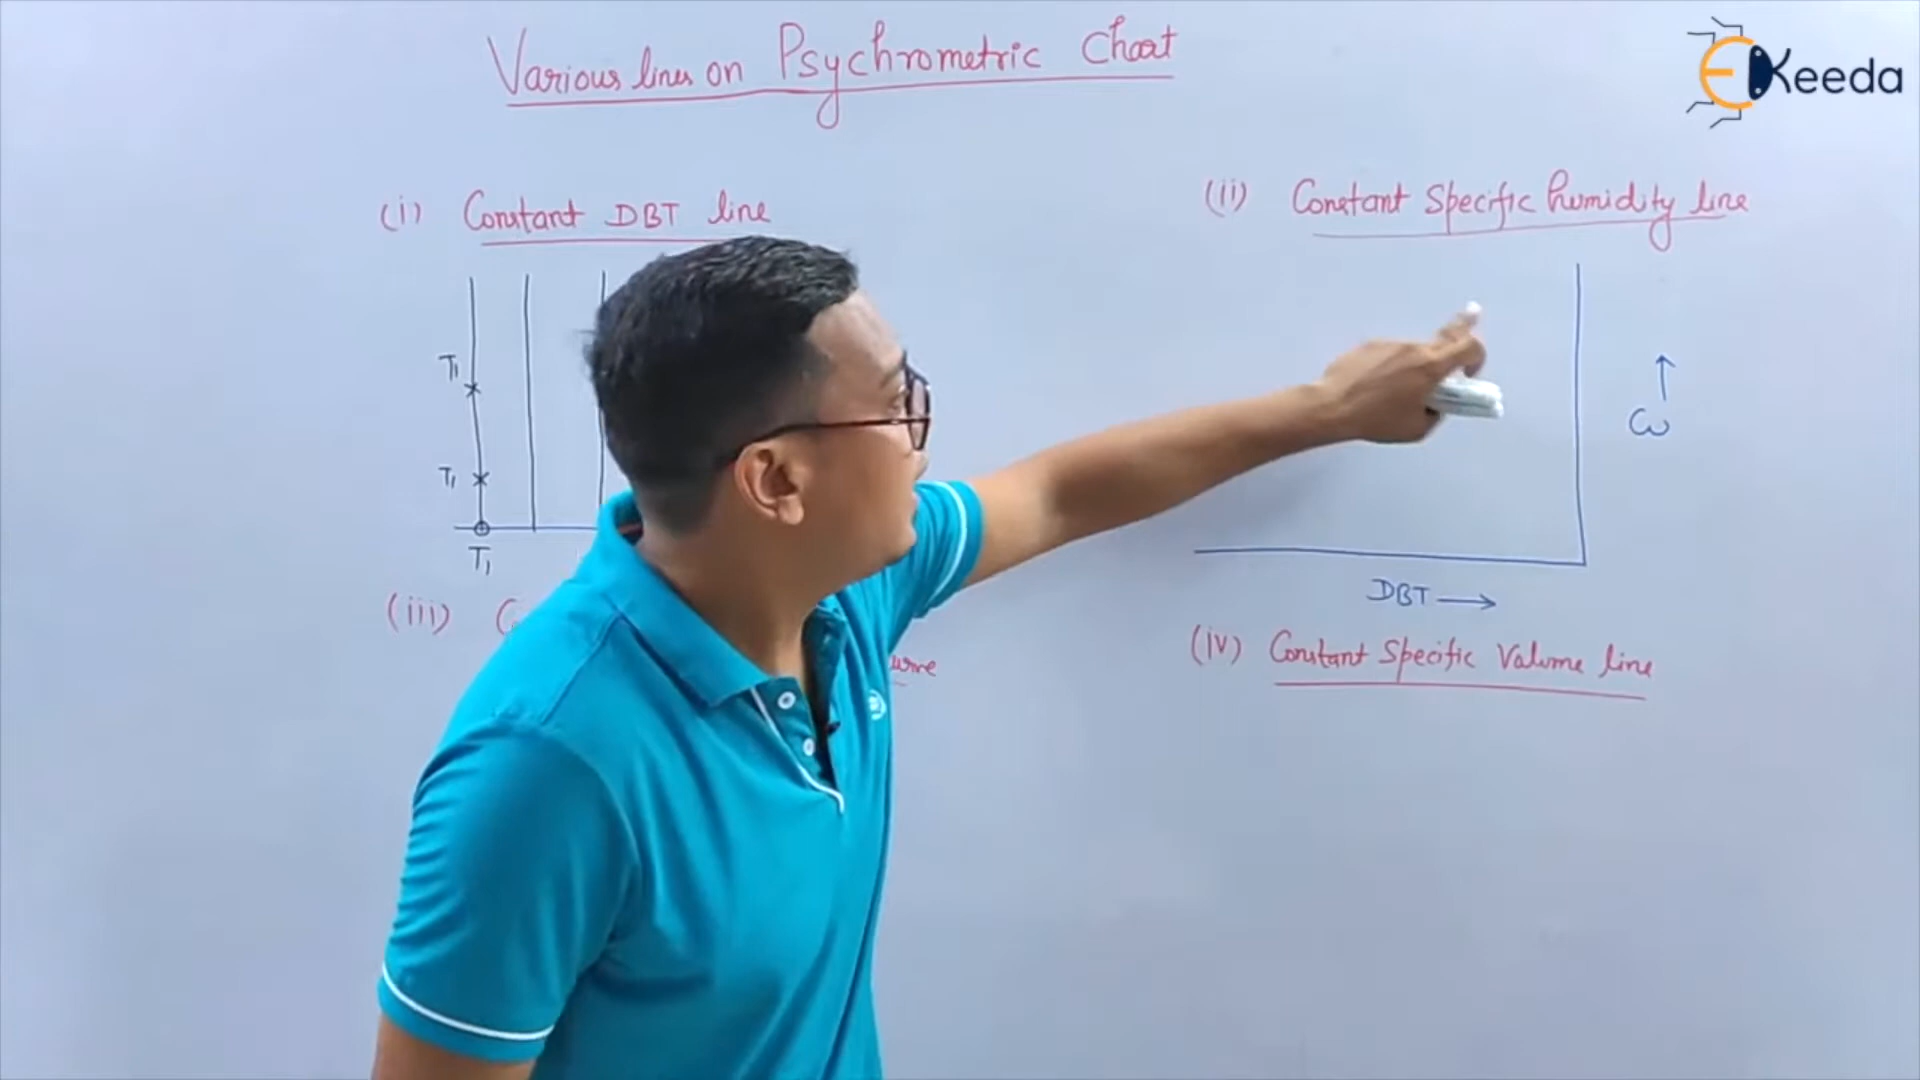 Various lines on Psychrometric Chart
EKeeda
(i) Constant DBT line
(ii) Constant Specific humidity line
T1
T1
T1
ω
DBT
(iii)
(iv) Constant Specific Volume line